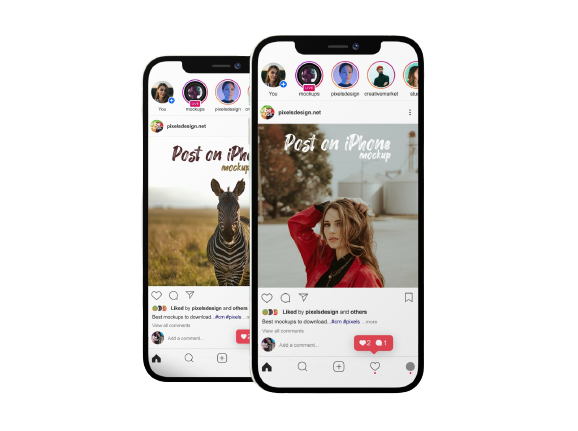 You
mockups
pixelsdesign
pixelsdesign.net
Post on iPho
mockup
Liked by pixelsdesign and others
Best mockups to download...#cm #pixels
View all comments
Add a comment...
2
You
LIVE
mockups
pixelsdesign
creativemarket
pixelsdesign.net
Post on iPhone
mockup
Liked by pixelsdesign and others
Best mockups to download...#cm #pixels ...more
View all comments
Add a comment...
2 1